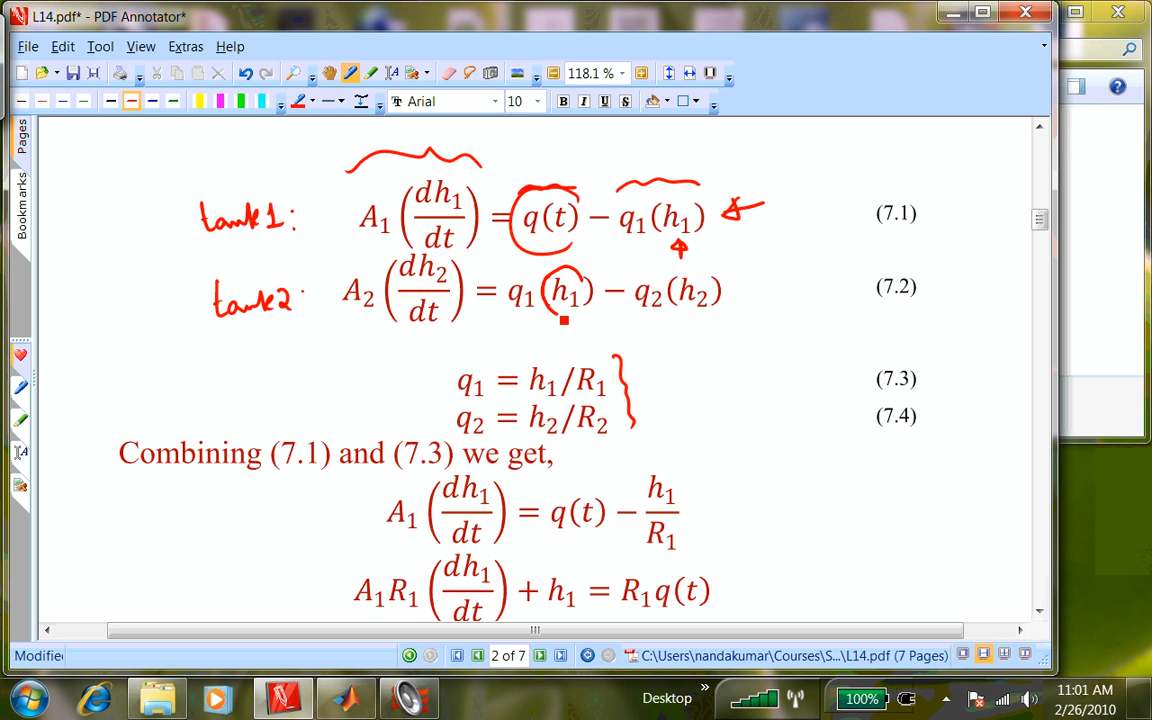 L14.pdf* - PDF Annotator*
File Edit Tool View Extras Help
118.1 %
Arial 10 B I U S
Pages
Bookmarks
tank1: A₁ (dh₁/dt) = q(t) − q₁(h₁) (7.1)
tank2: A₂ (dh₂/dt) = q₁(h₁) − q₂(h₂) (7.2)
q₁ = h₁/R₁ (7.3)
q₂ = h₂/R₂ (7.4)
Combining (7.1) and (7.3) we get,
A₁ (dh₁/dt) = q(t) − h₁/R₁
A₁R₁ (dh₁/dt) + h₁ = R₁q(t)
Modified 2 of 7 C:\Users\nandakumar\Courses\S...\L14.pdf (7 Pages)
Desktop » 100% 11:01 AM
2/26/2010